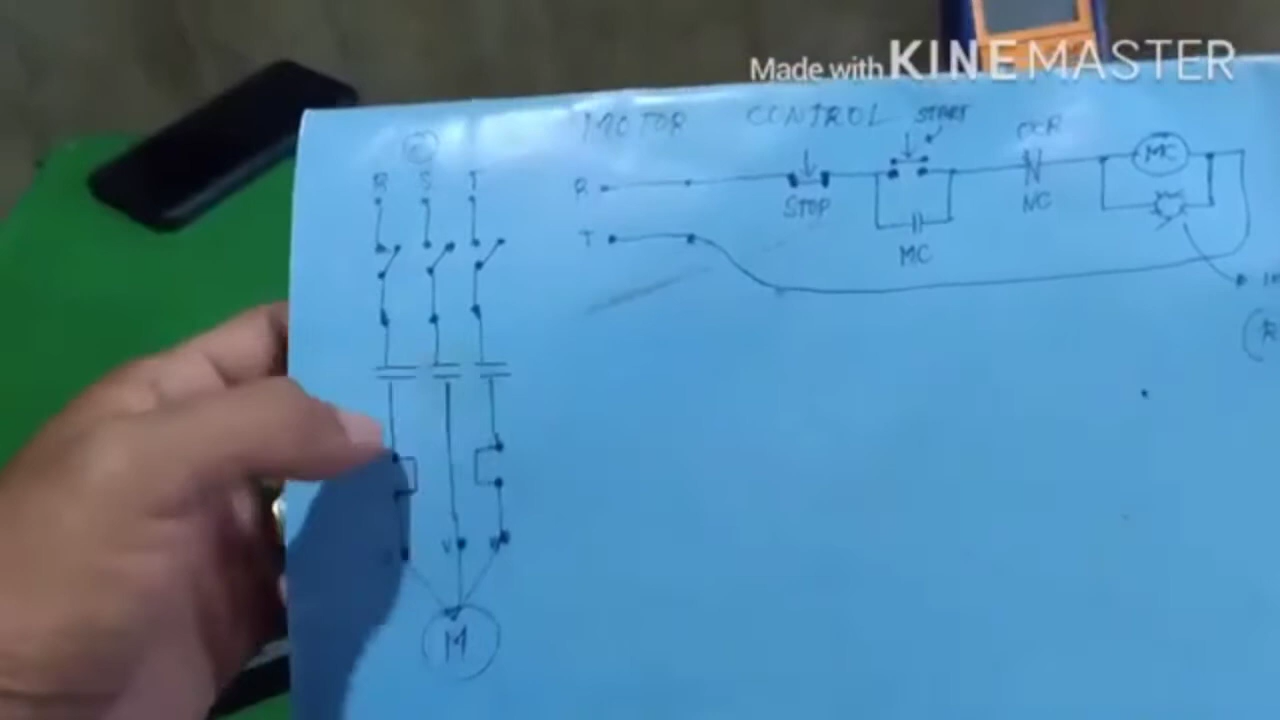 Made with KINEMASTER
MOTOR CONTROL START
R S T
R
STOP
OCR
MC
NC
MC
T
V
M